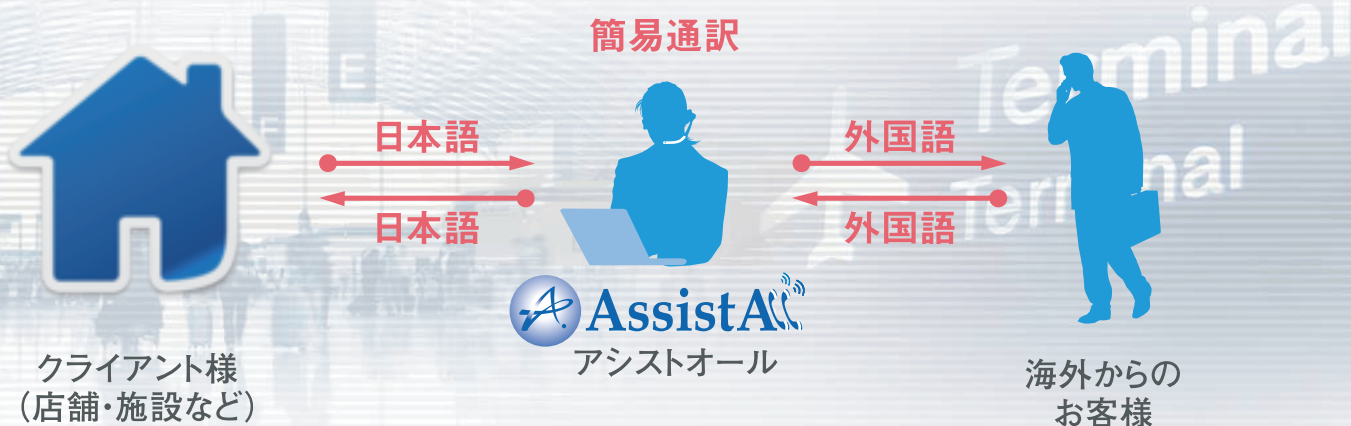 簡易通訳
E
F
Terminal
Terminal
日本語
外国語
日本語
外国語
AssistAll
アシストオール
クライアント様
（店舗・施設など）
海外からの
お客様